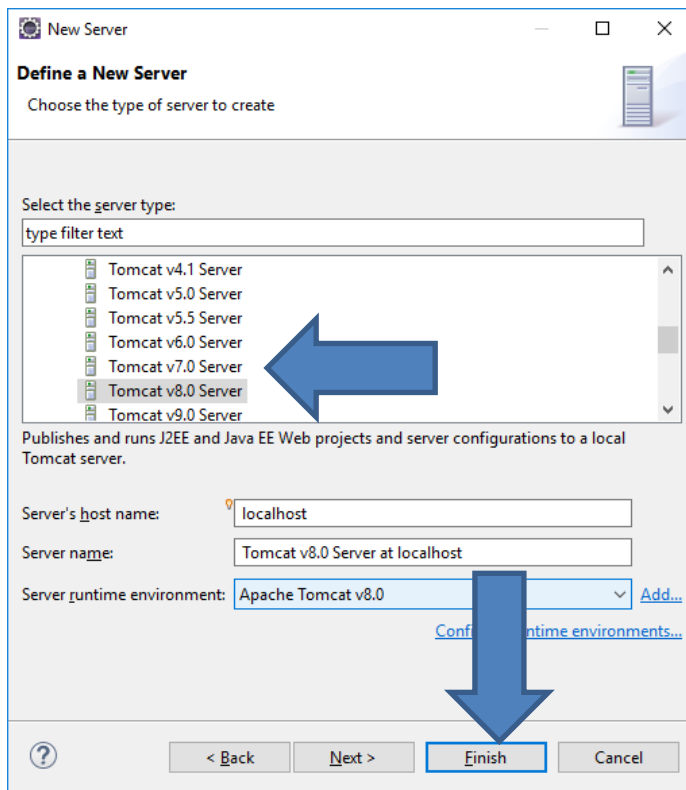 New Server
Define a New Server
Choose the type of server to create
Select the server type:
type filter text
Tomcat v4.1 Server
Tomcat v5.0 Server
Tomcat v5.5 Server
Tomcat v6.0 Server
Tomcat v7.0 Server
Tomcat v8.0 Server
Tomcat v9.0 Server
Publishes and runs J2EE and Java EE Web projects and server configurations to a local
Tomcat server.
Server's host name: localhost
Server name: Tomcat v8.0 Server at localhost
Server runtime environment: Apache Tomcat v8.0 Add...
environments...
? < Back Next > Finish Cancel